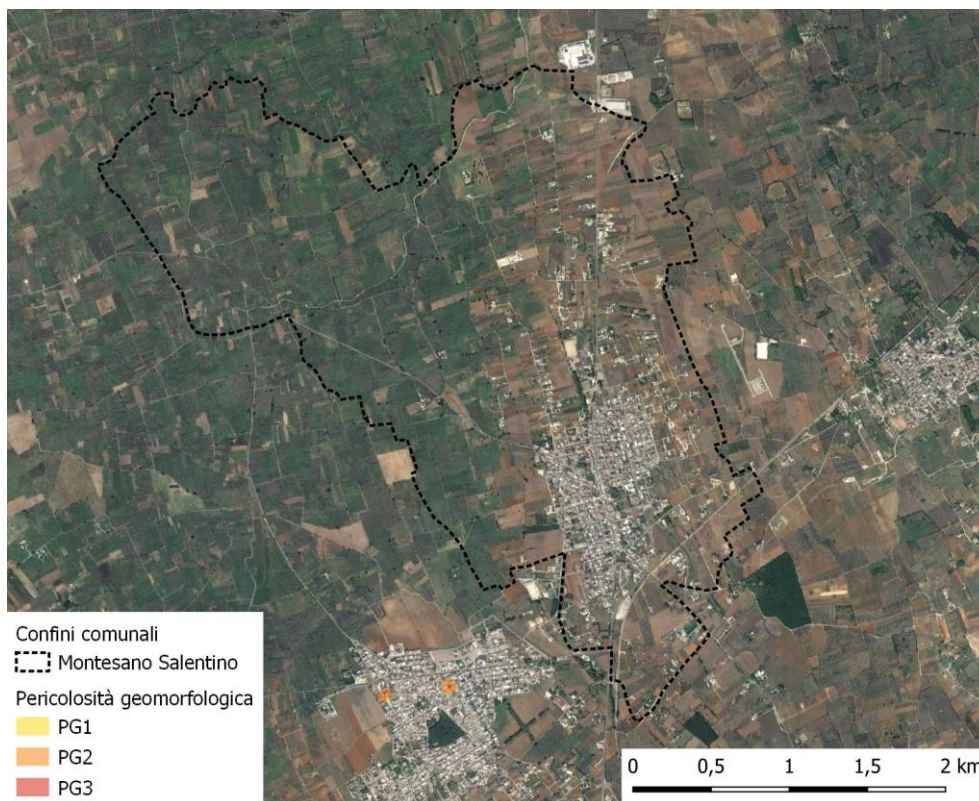 Confini comunali
Montesano Salentino
Pericolosità geomorfologica
PG1
PG2
PG3
0 0,5 1 1,5 2 km